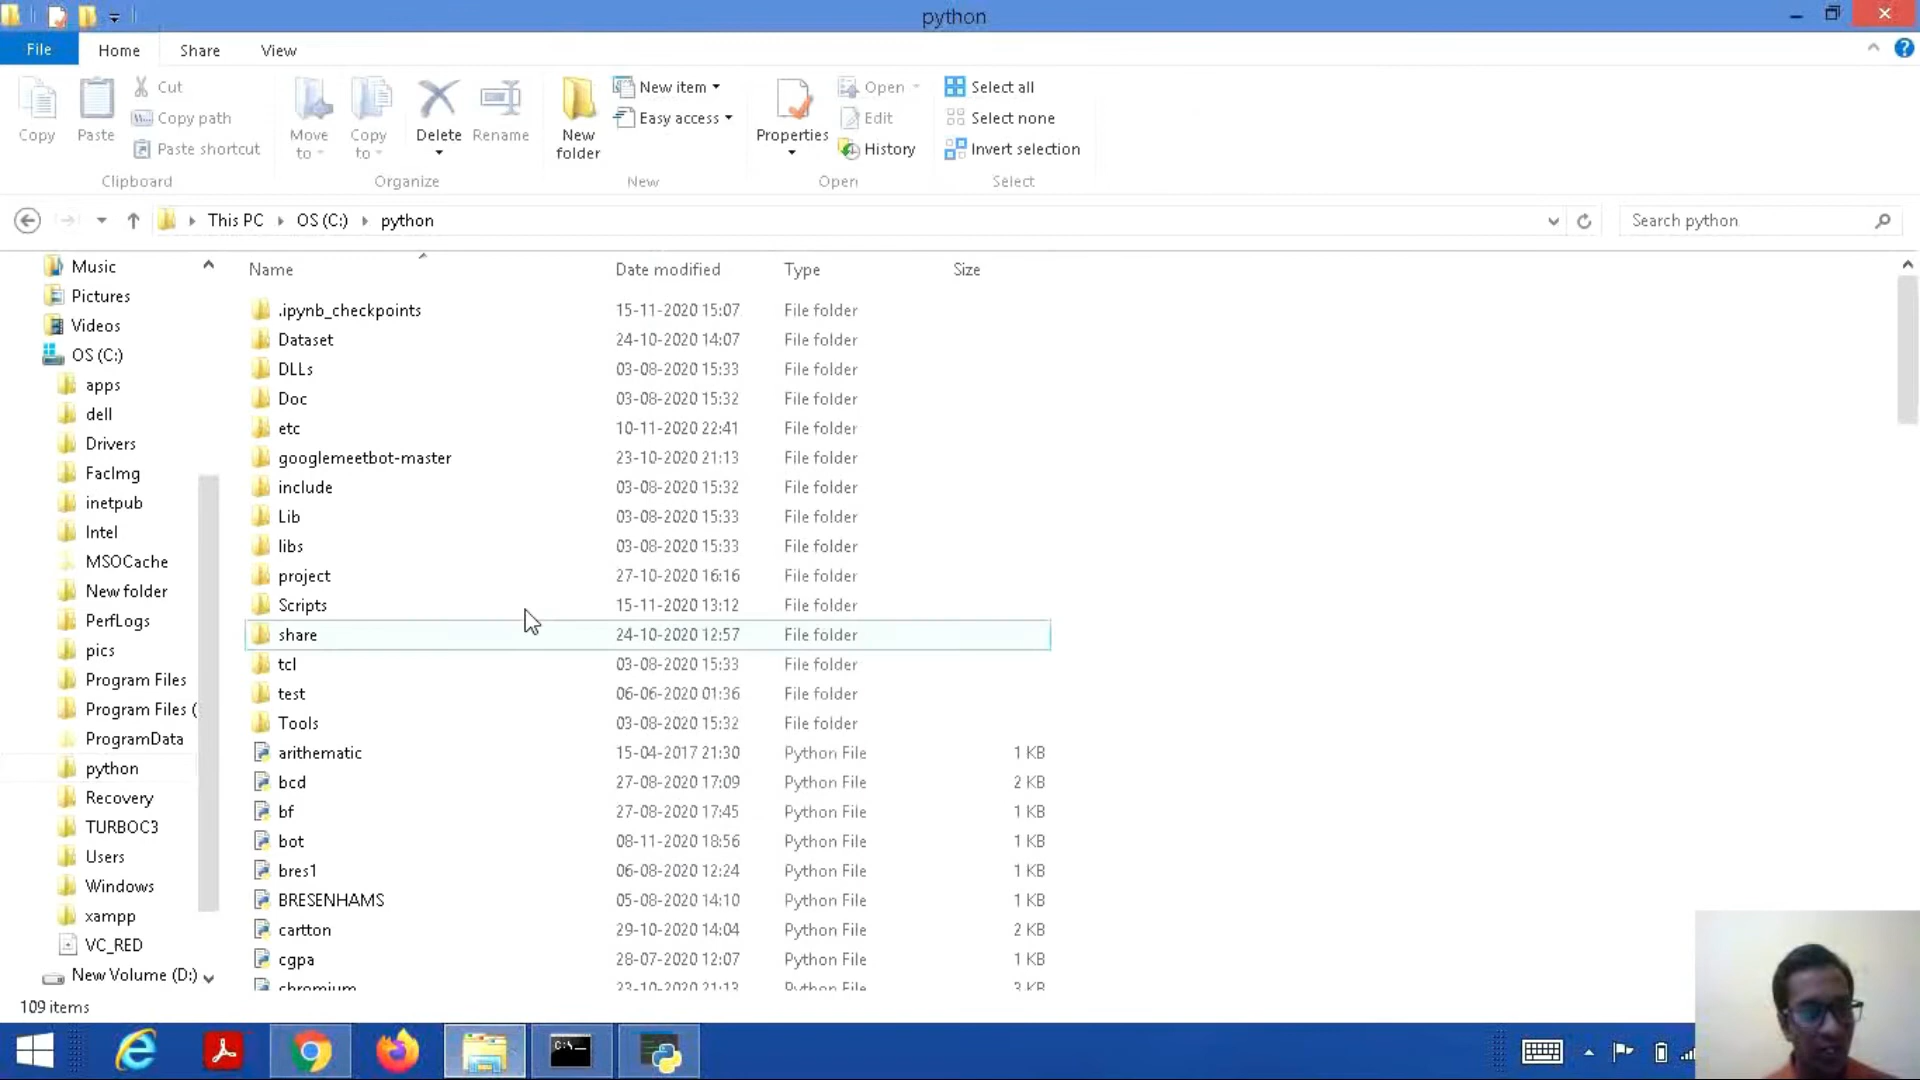 python
File Home Share View
Copy
Paste
Cut
Copy path
Paste shortcut
Clipboard
Move to
Copy to
Delete
Rename
Organize
New folder
New item
Easy access
New
Properties
Open
Edit
History
Open
Select all
Select none
Invert selection
Select
This PC OS (C:) python
Search python
Music
Pictures
Videos
OS (C:)
apps
dell
Drivers
FacImg
inetpub
Intel
MSOCache
New folder
PerfLogs
pics
Program Files
Program Files (
ProgramData
python
Recovery
TURBOC3
Users
Windows
xampp
VC_RED
New Volume (D:)
Name Date modified Type Size
.ipynb_checkpoints 15-11-2020 15:07 File folder
Dataset 24-10-2020 14:07 File folder
DLLs 03-08-2020 15:33 File folder
Doc 03-08-2020 15:32 File folder
etc 10-11-2020 22:41 File folder
googlemeetbot-master 23-10-2020 21:13 File folder
include 03-08-2020 15:32 File folder
Lib 03-08-2020 15:33 File folder
libs 03-08-2020 15:33 File folder
project 27-10-2020 16:16 File folder
Scripts 15-11-2020 13:12 File folder
share 24-10-2020 12:57 File folder
tcl 03-08-2020 15:33 File folder
test 06-06-2020 01:36 File folder
Tools 03-08-2020 15:32 File folder
arithematic 15-04-2017 21:30 Python File 1 KB
bcd 27-08-2020 17:09 Python File 2 KB
bf 27-08-2020 17:45 Python File 1 KB
bot 08-11-2020 18:56 Python File 1 KB
bres1 06-08-2020 12:24 Python File 1 KB
BRESENHAMS 05-08-2020 14:10 Python File 1 KB
cartton 29-10-2020 14:04 Python File 2 KB
cgpa 28-07-2020 12:07 Python File 1 KB
chromium 23-10-2020 21:13 Python File 3 KB
109 items
C:\_